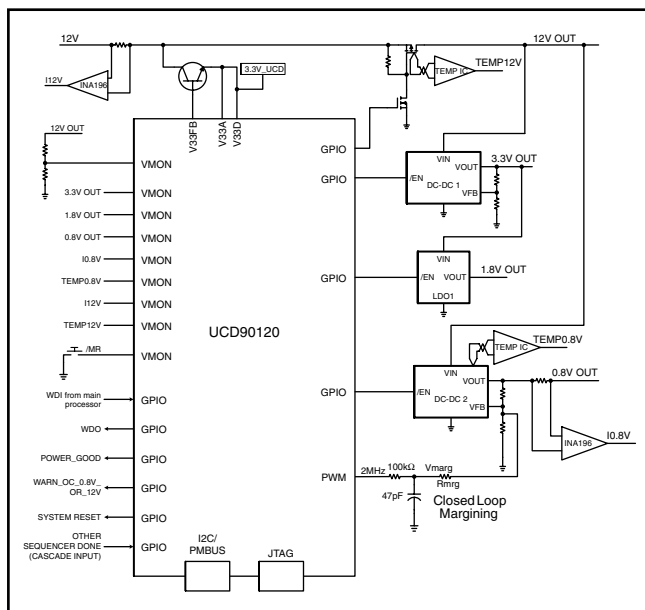 12V
12V OUT
I12V
INA196
3.3V_UCD
TEMP IC
TEMP12V
12V OUT
V33FB
V33A
V33D
GPIO
VMON
GPIO
VIN
VOUT
3.3V OUT
/EN
DC-DC 1
VFB
3.3V OUT
VMON
1.8V OUT
VMON
0.8V OUT
VMON
I0.8V
VMON
TEMP0.8V
VMON
GPIO
VIN
/EN
VOUT
1.8V OUT
LDO1
I12V
VMON
TEMP12V
VMON
UCD90120
/MR
VMON
TEMP IC
TEMP0.8V
VIN
VOUT
0.8V OUT
GPIO
/EN
DC-DC 2
VFB
INA196
I0.8V
WDI from main
processor
GPIO
WDO
GPIO
POWER_GOOD
GPIO
WARN_OC_0.8V_
OR_12V
GPIO
SYSTEM RESET
GPIO
OTHER
SEQUENCER DONE
(CASCADE INPUT)
GPIO
PWM
2MHz
100kΩ
Vmarg
Rmrg
47pF
Closed Loop
Margining
I2C/
PMBUS
JTAG